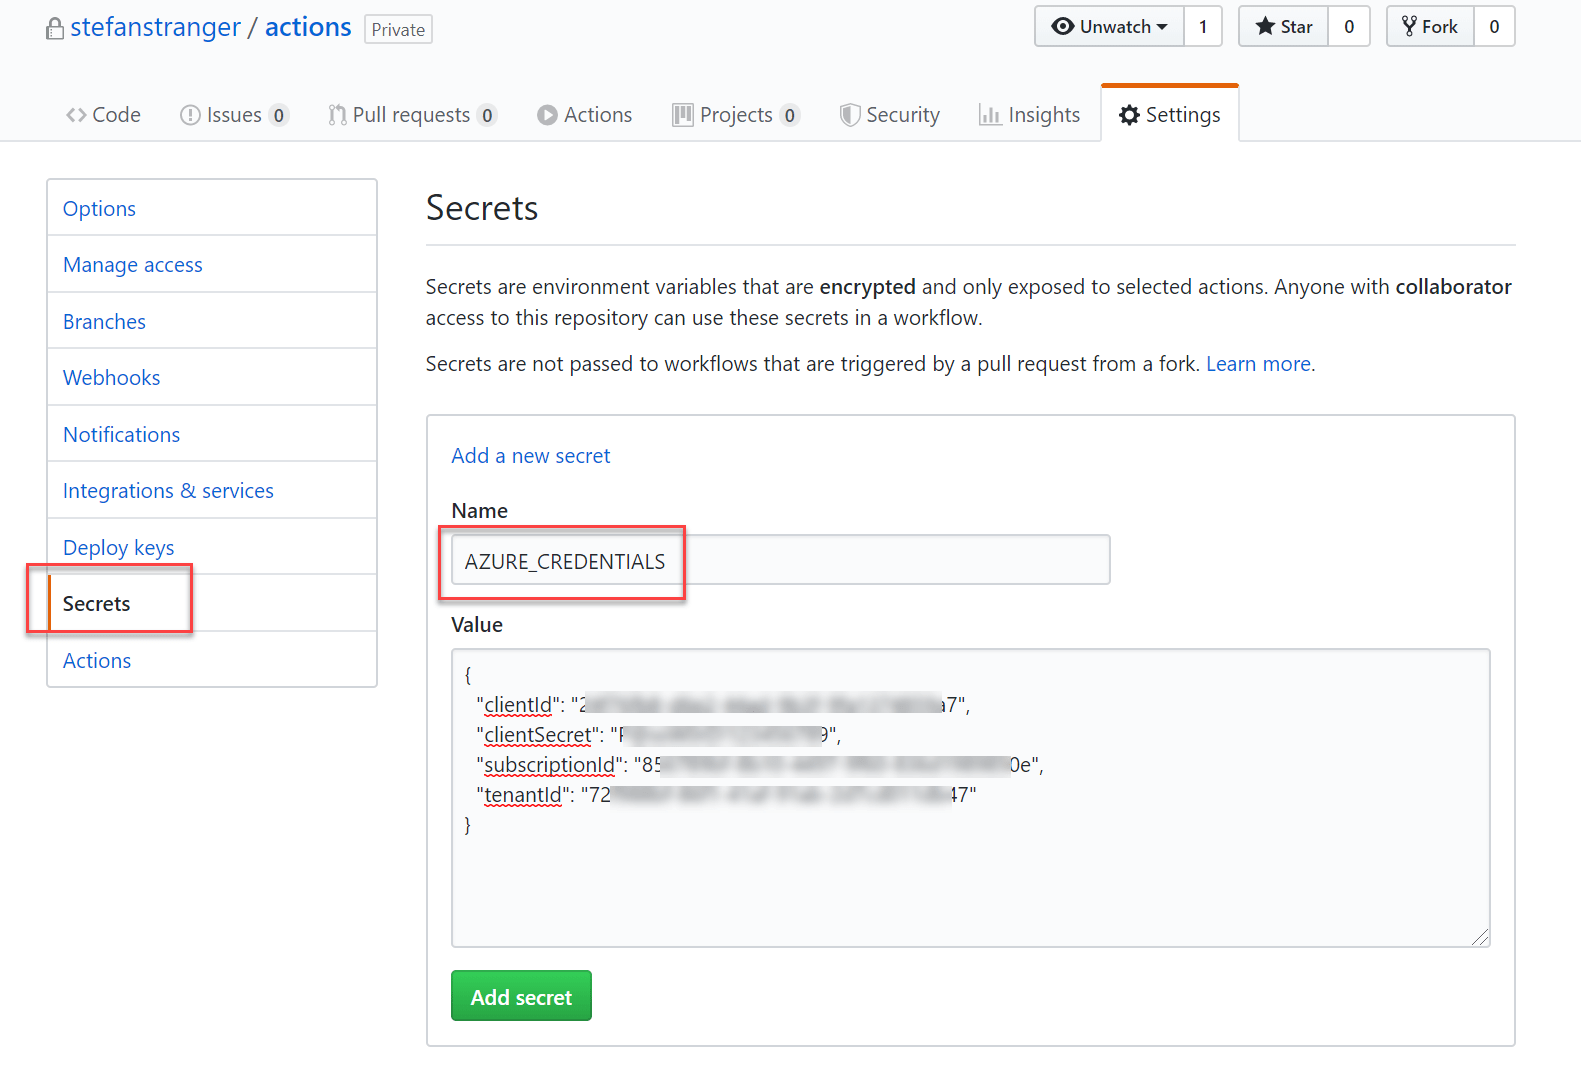 stefanstranger / actions Private
Unwatch 1 Star 0 Fork 0
Code Issues 0 Pull requests 0 Actions Projects 0 Security Insights Settings
Options
Manage access
Branches
Webhooks
Notifications
Integrations & services
Deploy keys
Secrets
Actions
Secrets
Secrets are environment variables that are encrypted and only exposed to selected actions. Anyone with collaborator
access to this repository can use these secrets in a workflow.
Secrets are not passed to workflows that are triggered by a pull request from a fork. Learn more.
Add a new secret
Name
AZURE_CREDENTIALS
Value
{
"clientId": "2 a7",
"clientSecret": " 9",
"subscriptionId": "85 0e",
"tenantId": "72 47"
}
Add secret